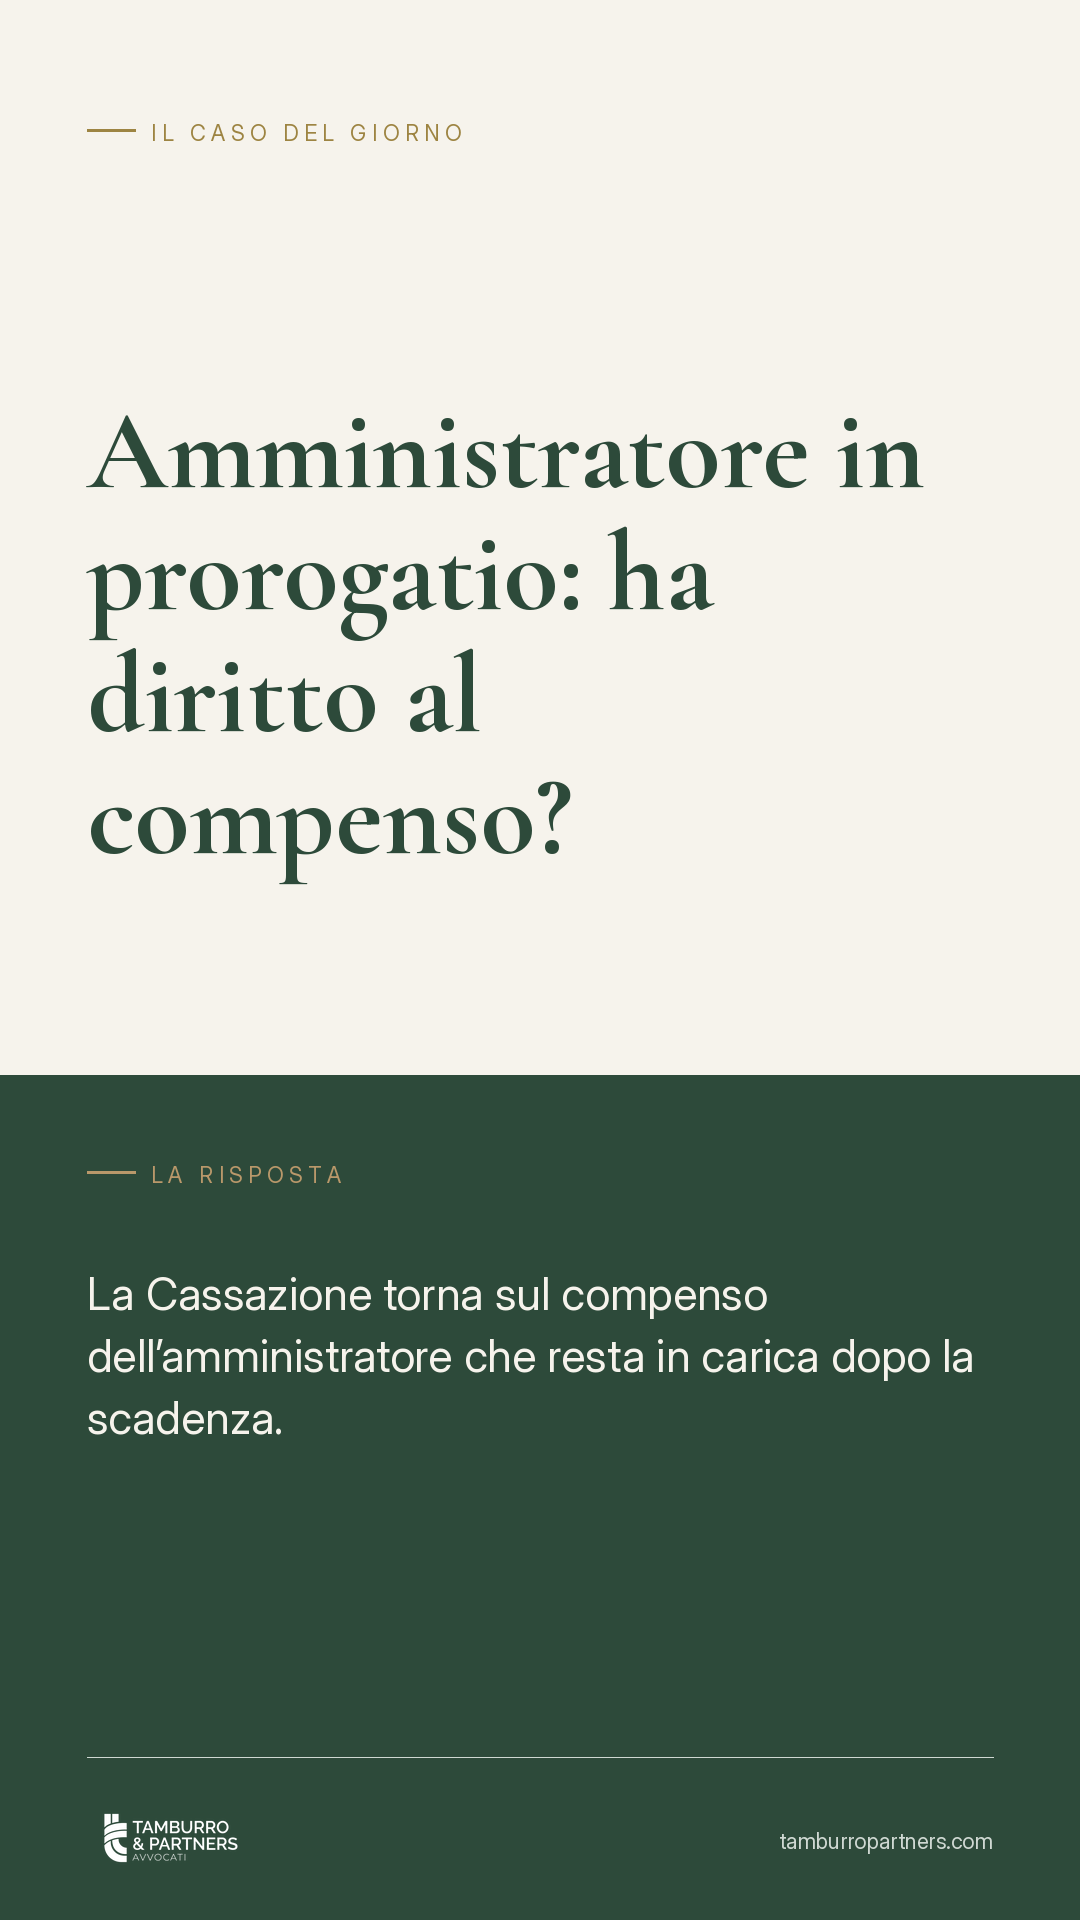 IL CASO DEL GIORNO
Amministratore in
prorogatio: ha
diritto al
compenso?
LA RISPOSTA
La Cassazione torna sul compenso
dell’amministratore che resta in carica dopo la
scadenza.
TAMBURRO
& PARTNERS
AVVOCATI
tamburropartners.com